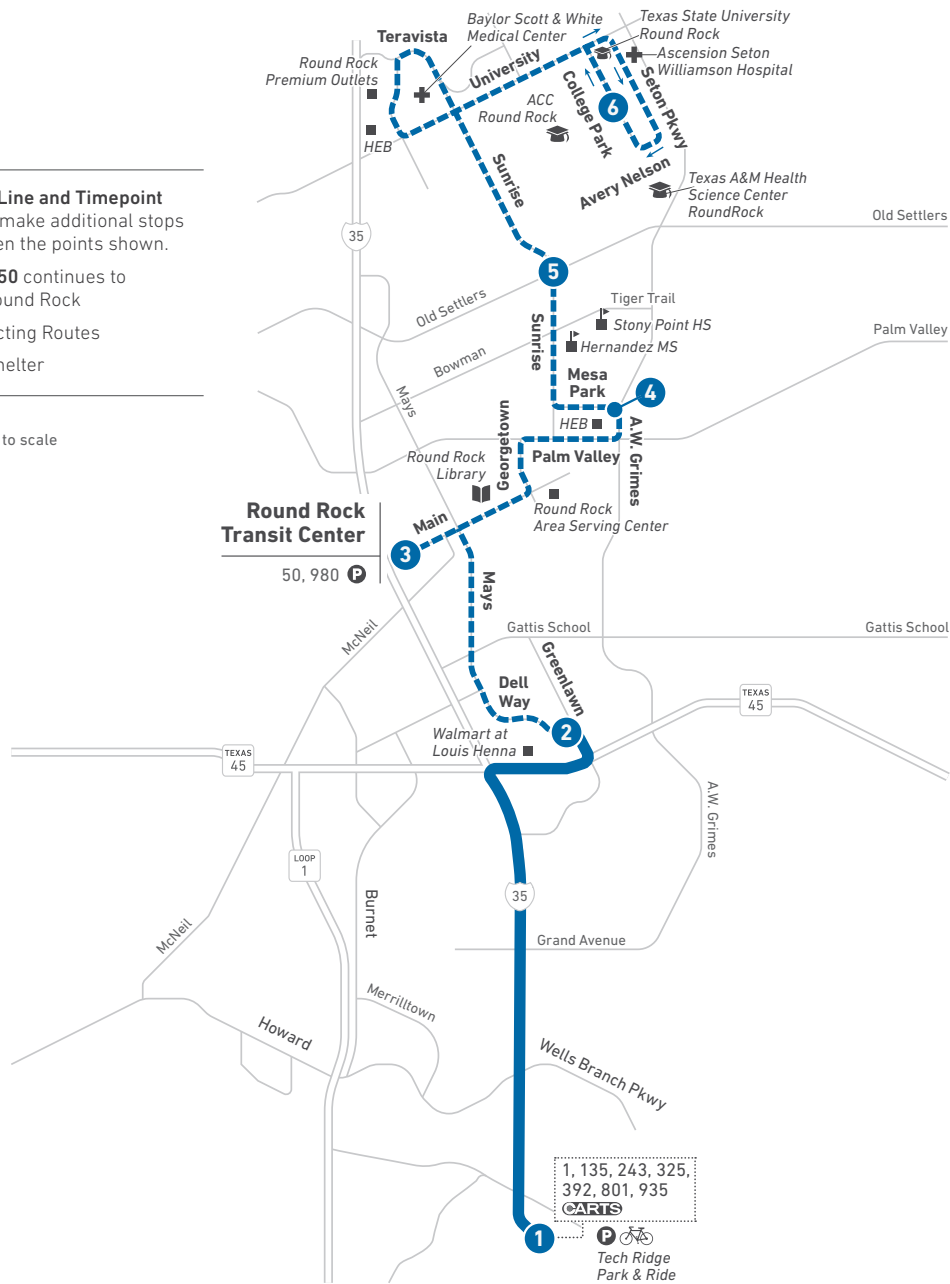 Line and Timepoint
make additional stops
en the points shown.
50 continues to
ound Rock
cting Routes
helter
to scale
Teravista
Baylor Scott & White
Medical Center
Texas State University
Round Rock
Ascension Seton
Williamson Hospital
Round Rock
Premium Outlets
University
HEB
ACC
Round Rock
College Park
6
Seton Pkwy
Avery Nelson
Texas A&M Health
Science Center
RoundRock
Sunrise
35
Old Settlers
5
Old Settlers
Tiger Trail
Stony Point HS
Palm Valley
Hernandez MS
Sunrise
Bowman
Mays
Mesa
Park
4
HEB
A.W. Grimes
Georgetown
Palm Valley
Round Rock
Library
Round Rock
Area Serving Center
Round Rock
Transit Center
50, 980 P
Main
3
Mays
McNeil
Gattis School
Gattis School
Greenlawn
Dell
Way
2
Walmart at
Louis Henna
TEXAS
45
TEXAS
45
A.W. Grimes
LOOP
1
Burnet
35
McNeil
Grand Avenue
Merrilltown
Howard
Wells Branch Pkwy
1, 135, 243, 325,
392, 801, 935
CARTS
1
P
Tech Ridge
Park & Ride